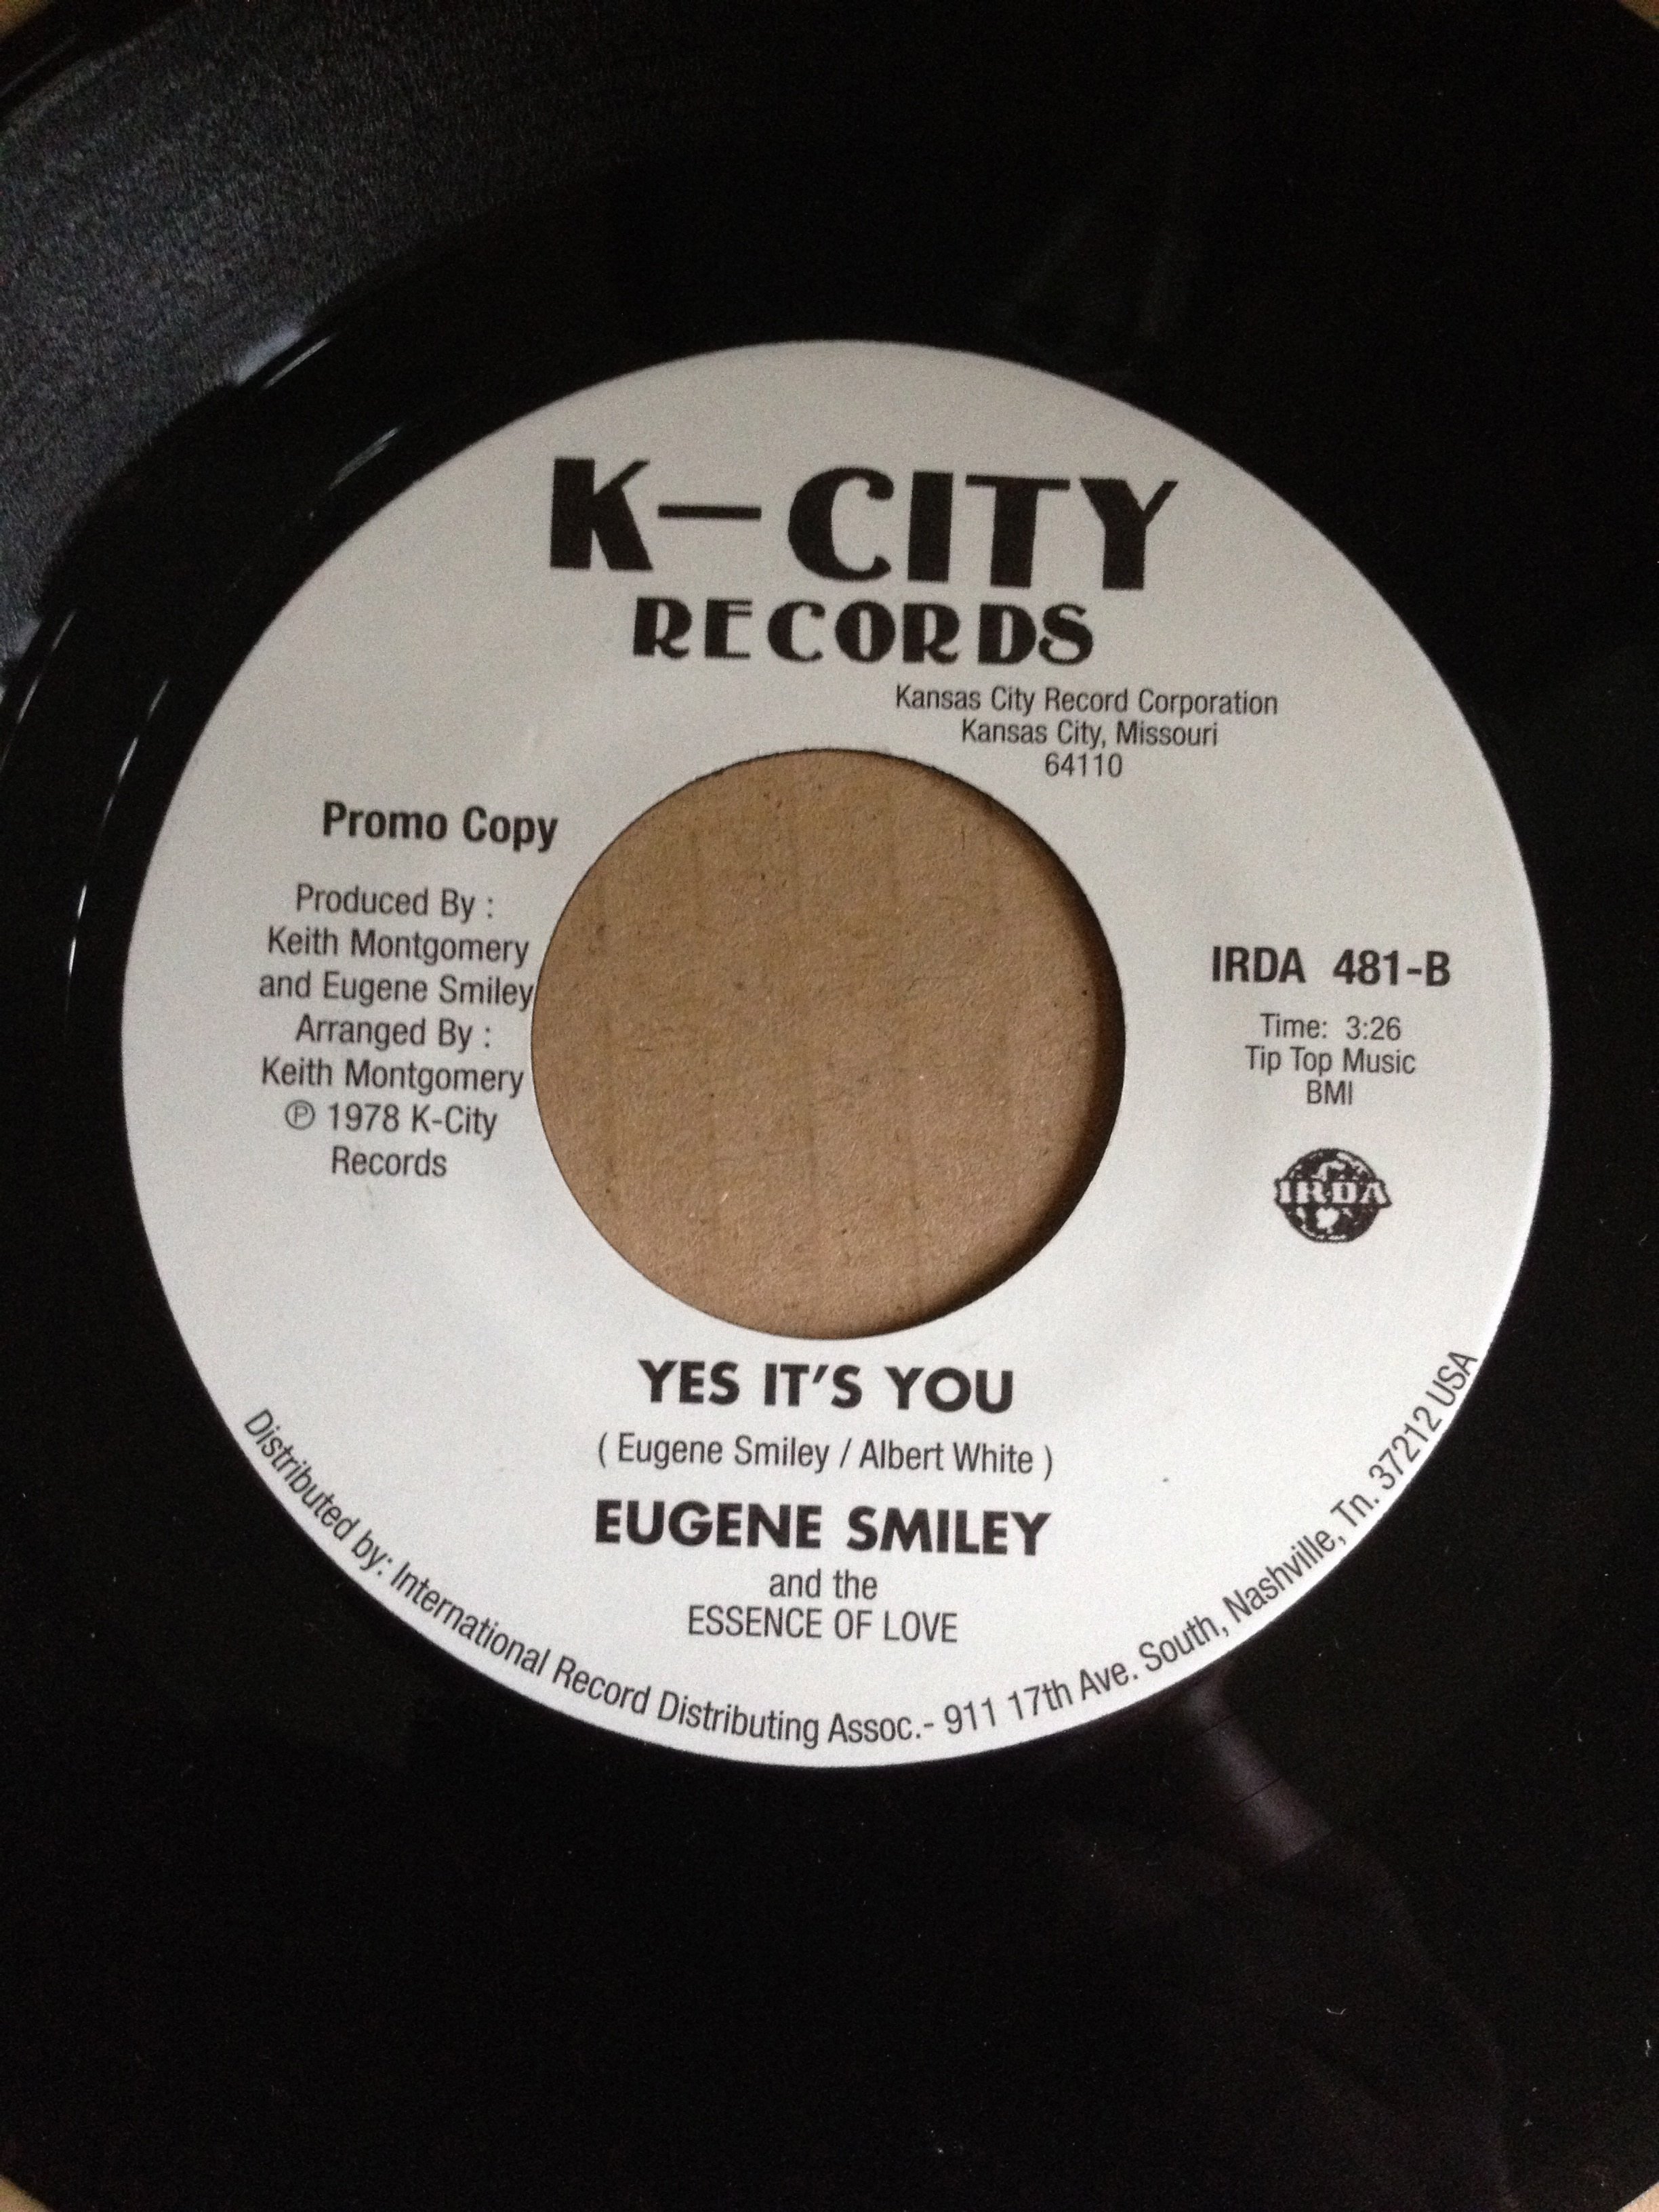 K-CITY
RECORDS
Kansas City Record Corporation
Kansas City, Missouri
64110
Promo Copy
Produced By :
Keith Montgomery
and Eugene Smiley
Arranged By :
Keith Montgomery
℗ 1978 K-City
Records
IRDA 481-B
Time: 3:26
Tip Top Music
BMI
IRDA
YES IT'S YOU
( Eugene Smiley / Albert White )
EUGENE SMILEY
and the
ESSENCE OF LOVE
Distributed by: International Record Distributing Assoc.- 911 17th Ave. South, Nashville, Tn. 37212 USA